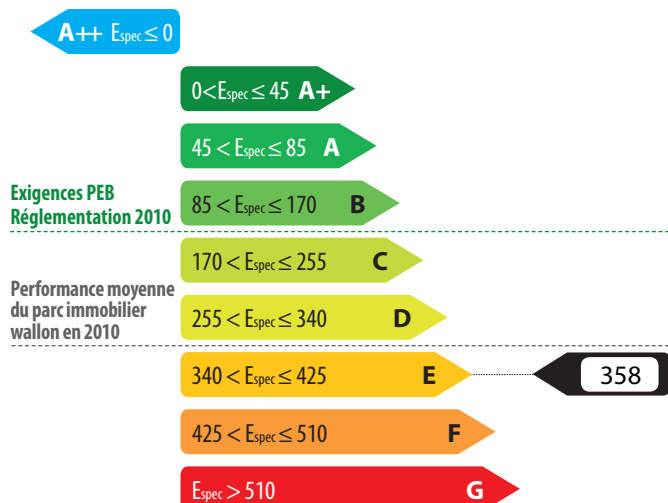 A++ Espec ≤ 0
0<Espec ≤ 45 A+
45 < Espec ≤ 85 A
Exigences PEB
Réglementation 2010
85 < Espec ≤ 170 B
170 < Espec ≤ 255 C
Performance moyenne
du parc immobilier
wallon en 2010
255 < Espec ≤ 340 D
340 < Espec ≤ 425 E
358
425 < Espec ≤ 510 F
Espec > 510 G